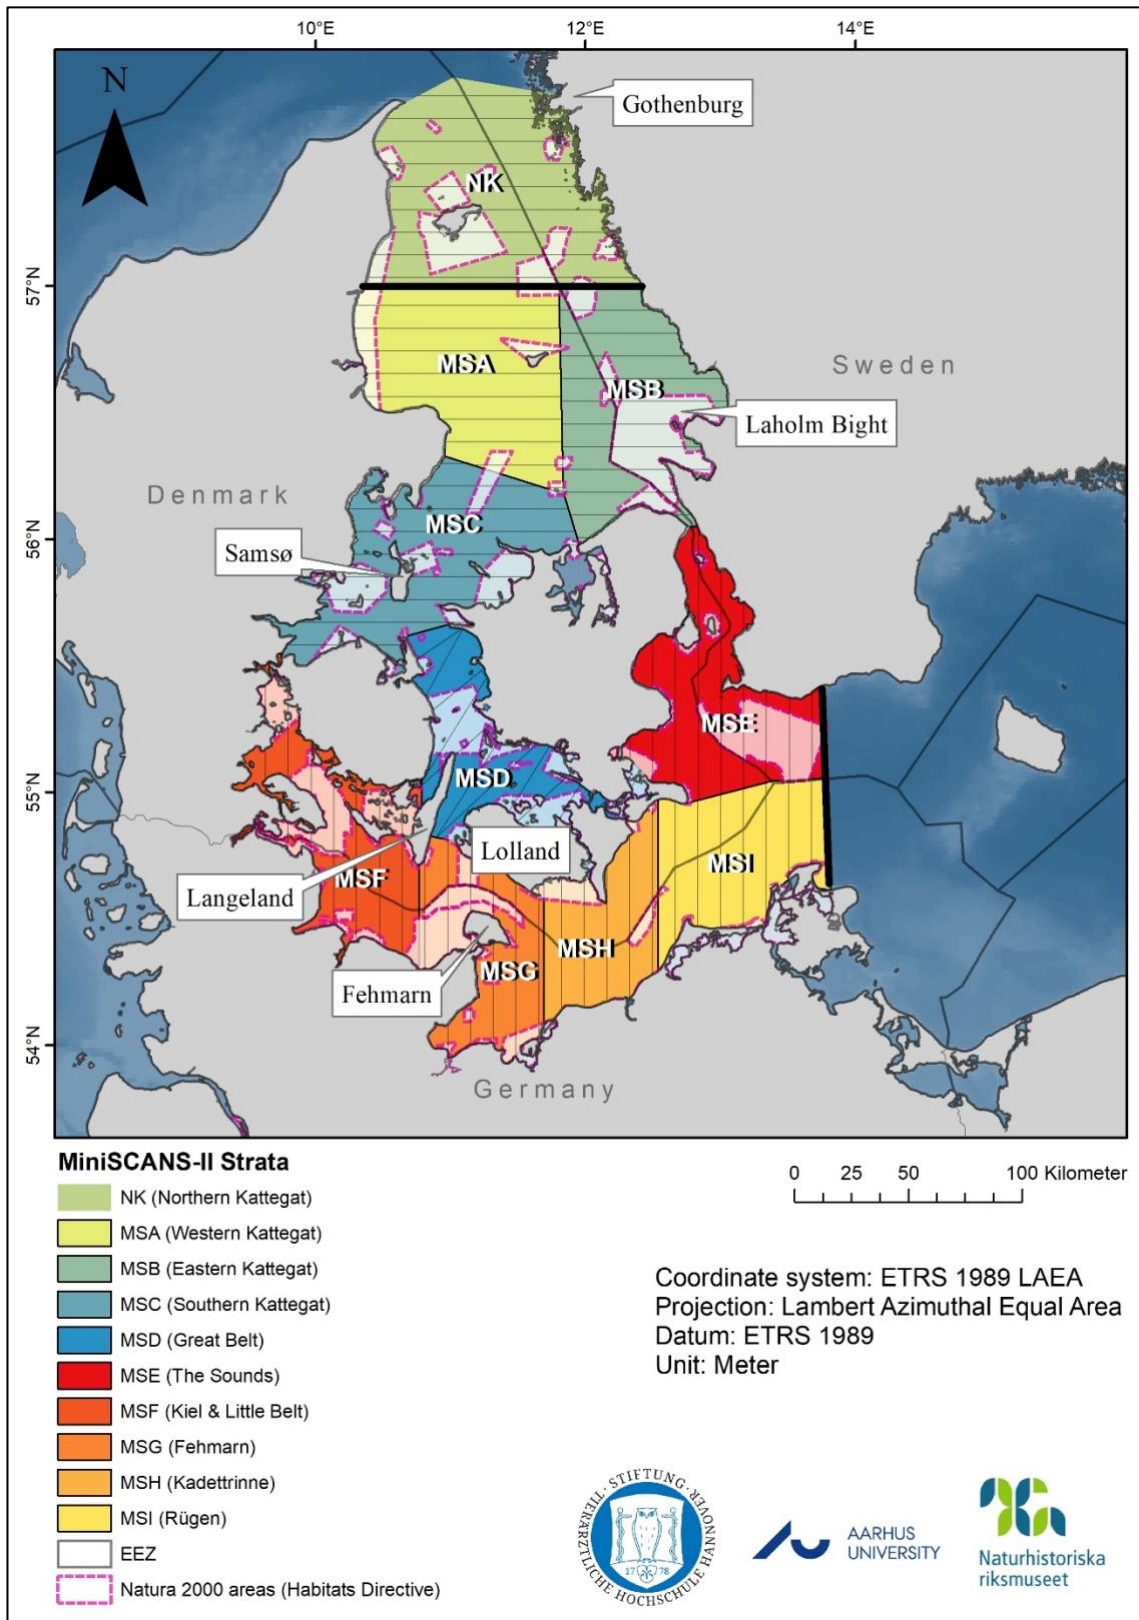 10°E
12°E
14°E
N
Gothenburg
NK
57°N
MSA
Sweden
MSB
Laholm Bight
Denmark
MSC
56°N
Samsø
MSE
MSD
55°N
Lolland
MSI
MSF
Langeland
MSH
MSG
Fehmarn
54°N
Germany
MiniSCANS-II Strata
NK (Northern Kattegat)
MSA (Western Kattegat)
MSB (Eastern Kattegat)
MSC (Southern Kattegat)
MSD (Great Belt)
MSE (The Sounds)
MSF (Kiel & Little Belt)
MSG (Fehmarn)
MSH (Kadettrinne)
MSI (Rügen)
EEZ
Natura 2000 areas (Habitats Directive)
0 25 50 100 Kilometer
Coordinate system: ETRS 1989 LAEA
Projection: Lambert Azimuthal Equal Area
Datum: ETRS 1989
Unit: Meter
STIFTUNG · TIERÄRZTLICHE HOCHSCHULE HANNOVER
1778
AARHUS
UNIVERSITY
Naturhistoriska
riksmuseet